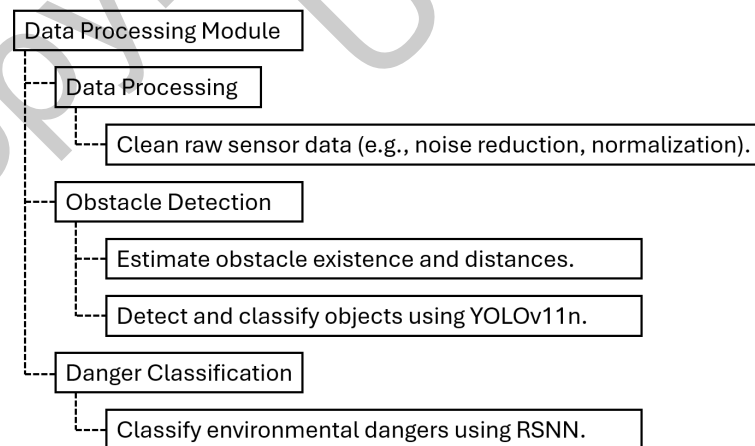 Data Processing Module
Data Processing
Clean raw sensor data (e.g., noise reduction, normalization).
Obstacle Detection
Estimate obstacle existence and distances.
Detect and classify objects using YOLOv11n.
Danger Classification
Classify environmental dangers using RSNN.